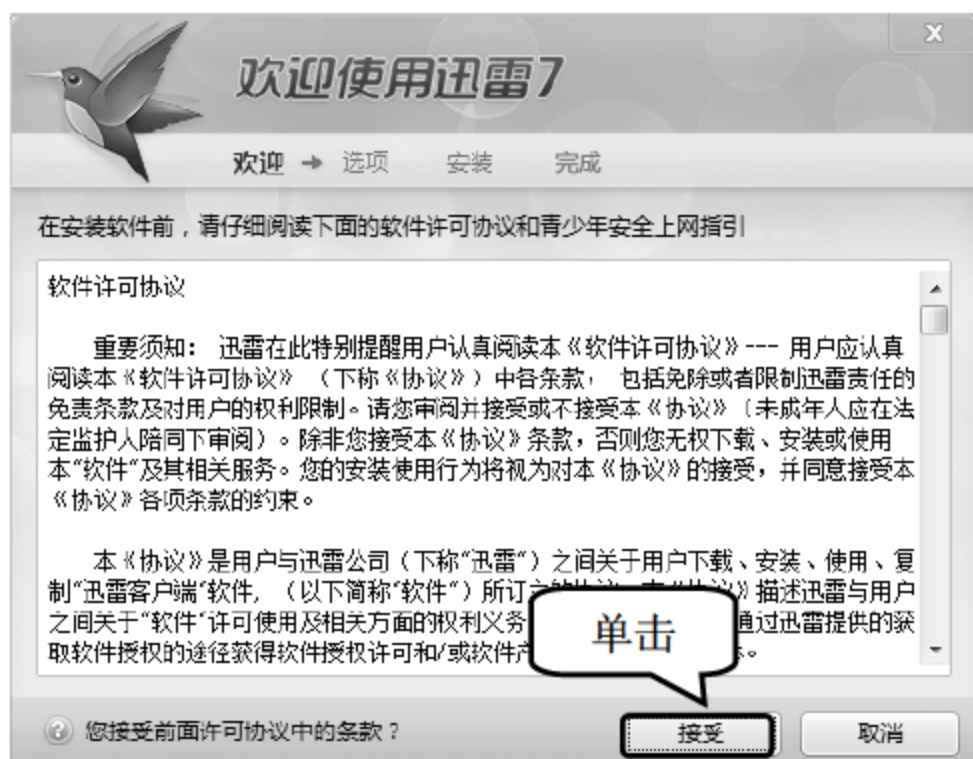 欢迎使用迅雷7
欢迎 → 选项 安装 完成
在安装软件前，请仔细阅读下面的软件许可协议和青少年安全上网指引
软件许可协议
重要须知： 迅雷在此特别提醒用户认真阅读本《软件许可协议》--- 用户应认真
阅读本《软件许可协议》（下称《协议》）中各条款， 包括免除或者限制迅雷责任的
免责条款及对用户的权利限制。请您审阅并接受或不接受本《协议》（未成年人应在法
定监护人陪同下审阅）。除非您接受本《协议》条款，否则您无权下载、安装或使用
本"软件"及其相关服务。您的安装使用行为将视为对本《协议》的接受，并同意接受本
《协议》各项条款的约束。
本《协议》是用户与迅雷公司（下称"迅雷"）之间关于用户下载、安装、使用、复
制"迅雷客户端"软件, （以下简称"软件"）所订 描述迅雷与用户
之间关于"软件"许可使用及相关方面的权利义务 通过迅雷提供的获
取软件授权的途径获得软件授权许可和/或软件产
单击
您接受前面许可协议中的条款？
接受 取消